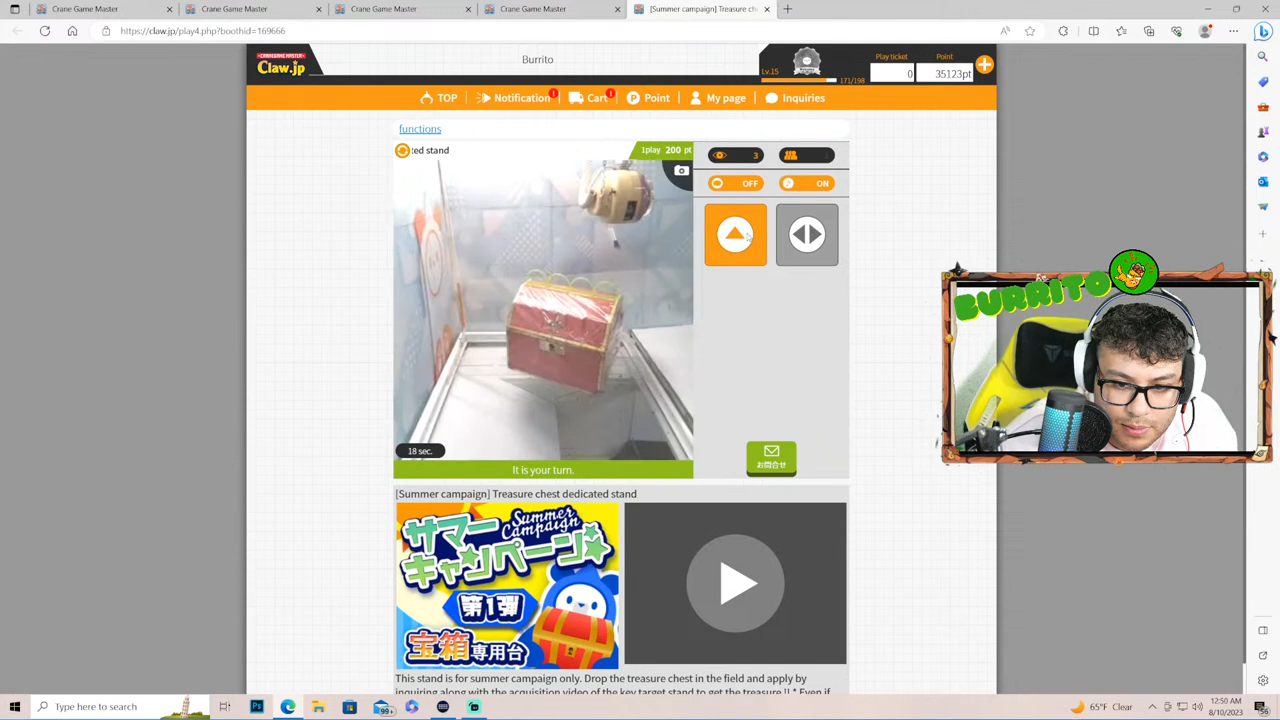 Crane Game Master
Crane Game Master
Crane Game Master
Crane Game Master
[Summer campaign] Treasure ch
https://claw.jp/play4.php?boothid=169666
CRANEGAME MASTER
Claw.jp
Burrito
Lv.15
171/198
Play ticket
0
Point
35123pt
TOP
Notification
Cart
Point
My page
Inquiries
functions
ted stand
1play 200 pt
3
OFF
ON
18 sec.
It is your turn.
お問合せ
BURRITO
[Summer campaign] Treasure chest dedicated stand
サマー
Summer Campaign
キャンペーン
第1弾
宝箱専用台
This stand is for summer campaign only. Drop the treasure chest in the field and apply by
inquiring along with the acquisition video of the key target stand to get the treasure !! * Even if
Type here to search
99+
65°F Clear
12:50 AM
8/10/2023
56